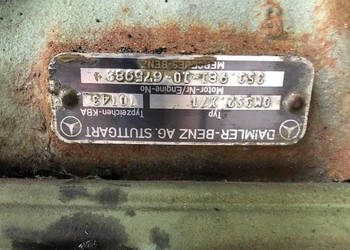 DAIMLER-BENZ AG. STUTTGART
Typ
Typzeichen-KBA
OM352 X/1
10143
Motor-Nr/Engine-No
353 981-10-675989
MERCEDES-BENZ